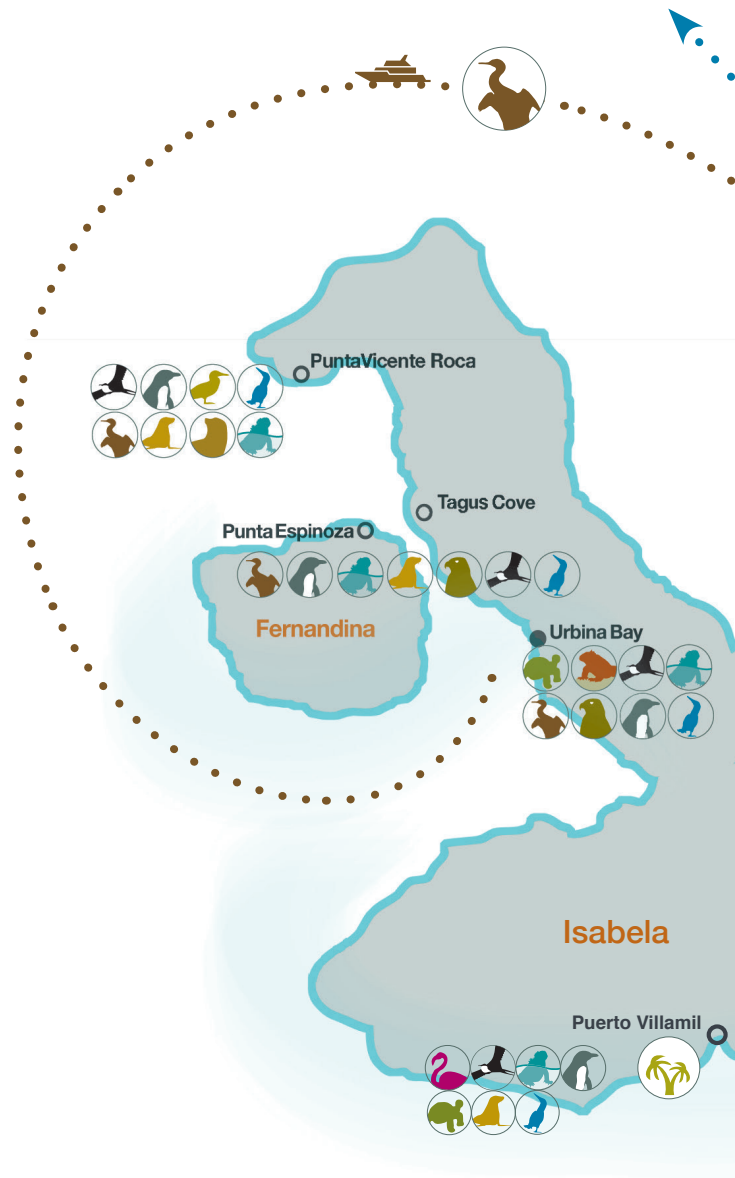 PuntaVicente Roca
Tagus Cove
Punta Espinoza
Fernandina
Urbina Bay
Isabela
Puerto Villamil